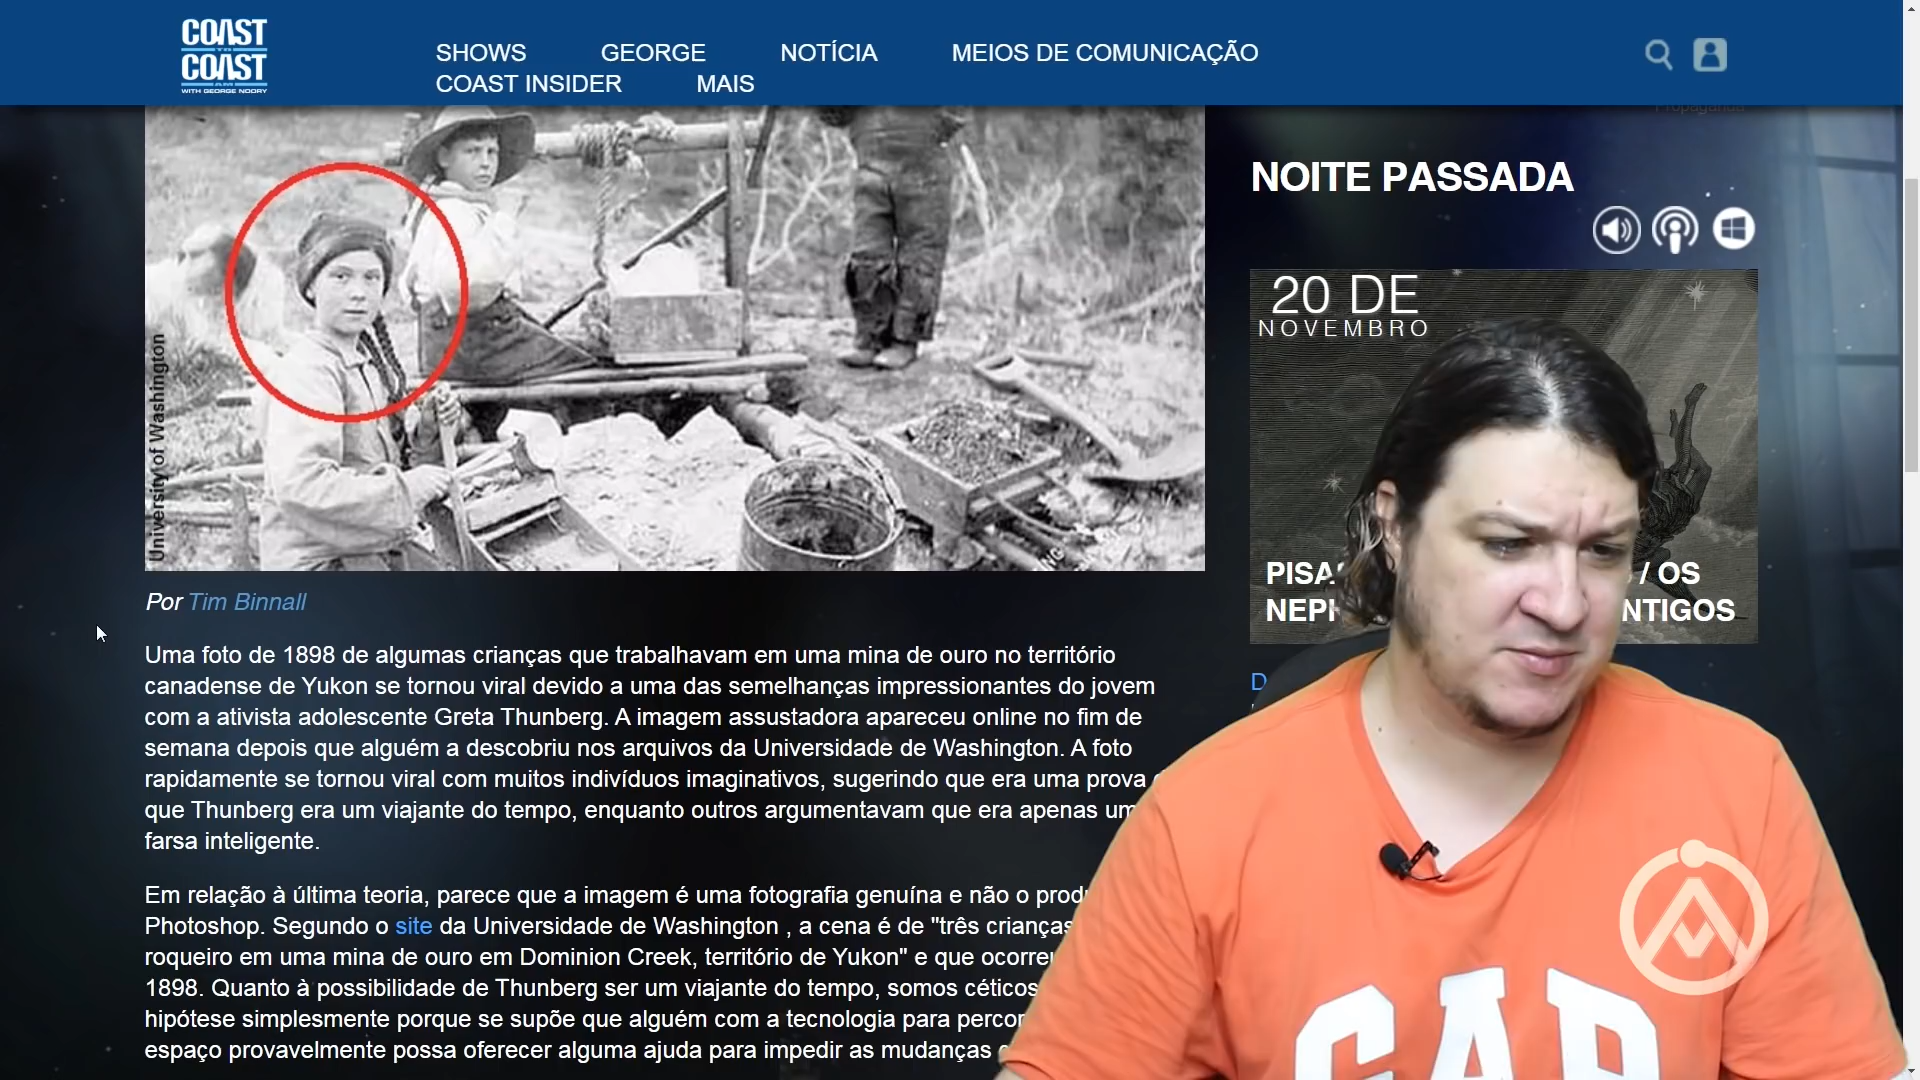 COAST
TO
COAST
AM
WITH GEORGE NOORY
SHOWS GEORGE NOTÍCIA MEIOS DE COMUNICAÇÃO
COAST INSIDER MAIS
Propaganda
NOITE PASSADA
20 DE
NOVEMBRO
/ OS
University of Washington
Por Tim Binnall
Uma foto de 1898 de algumas crianças que trabalhavam em uma mina de ouro no território
canadense de Yukon se tornou viral devido a uma das semelhanças impressionantes do jovem
com a ativista adolescente Greta Thunberg. A imagem assustadora apareceu online no fim de
semana depois que alguém a descobriu nos arquivos da Universidade de Washington. A foto
rapidamente se tornou viral com muitos indivíduos imaginativos, sugerindo que era uma prova
que Thunberg era um viajante do tempo, enquanto outros argumentavam que era apenas
farsa inteligente.
Em relação à última teoria, parece que a imagem é uma fotografia genuína e não o
Photoshop. Segundo o site da Universidade de Washington , a cena é de "três crianças
roqueiro em uma mina de ouro em Dominion Creek, território de Yukon" e que
1898. Quanto à possibilidade de Thunberg ser um viajante do tempo, somos céticos
hipótese simplesmente porque se supõe que alguém com a tecnologia para
espaço provavelmente possa oferecer alguma ajuda para impedir as mudanças
GAP